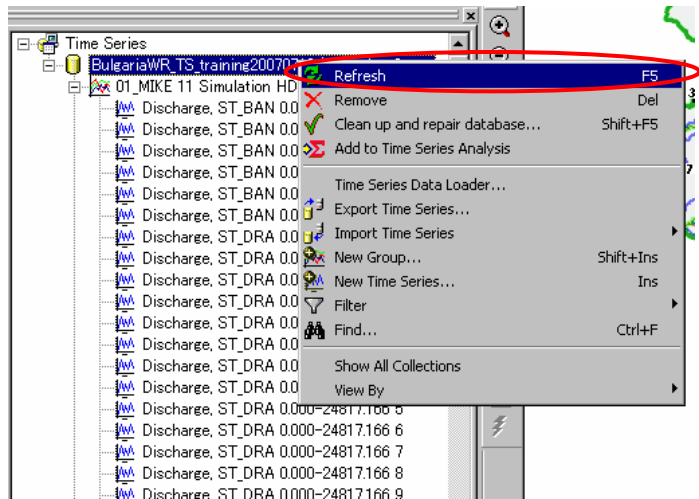 Time Series
BulgariaWR_TS_training200707
01_MIKE 11 Simulation HD
Discharge, ST_BAN 0.0
Discharge, ST_BAN 0.0
Discharge, ST_BAN 0.0
Discharge, ST_BAN 0.0
Discharge, ST_BAN 0.0
Discharge, ST_BAN 0.0
Discharge, ST_DRA 0.0
Discharge, ST_DRA 0.0
Discharge, ST_DRA 0.0
Discharge, ST_DRA 0.0
Discharge, ST_DRA 0.0
Discharge, ST_DRA 0.0
Discharge, ST_DRA 0.0
Discharge, ST_DRA 0.0
Discharge, ST_DRA 0.000-24817.166 5
Discharge, ST_DRA 0.000-24817.166 6
Discharge, ST_DRA 0.000-24817.166 7
Discharge, ST_DRA 0.000-24817.166 8
Discharge, ST_DRA 0.000-24817.166 9
Refresh F5
Remove Del
Clean up and repair database... Shift+F5
Add to Time Series Analysis
Time Series Data Loader...
Export Time Series...
Import Time Series
New Group... Shift+Ins
New Time Series... Ins
Filter
Find... Ctrl+F
Show All Collections
View By
3
7